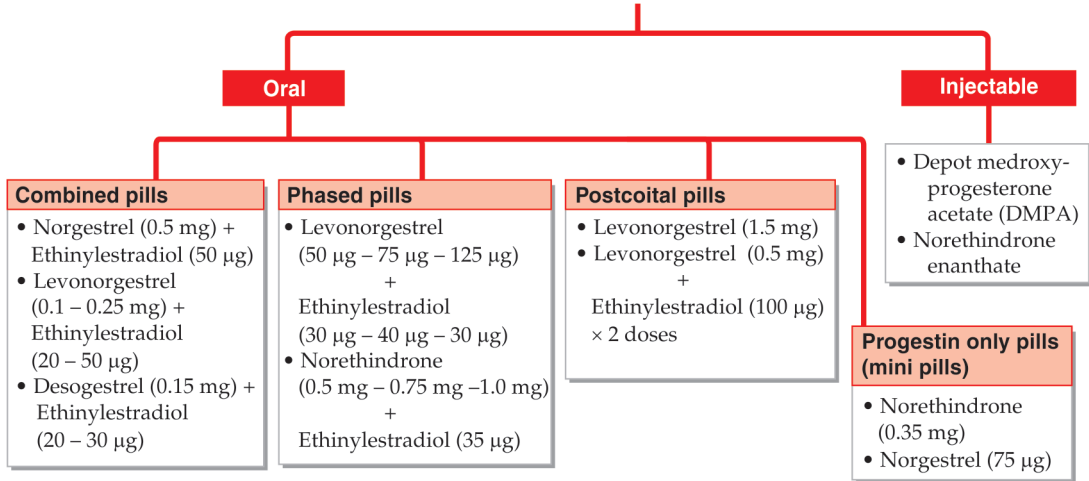 Oral
Injectable
Combined pills
• Norgestrel (0.5 mg) +
Ethinylestradiol (50 µg)
• Levonorgestrel
(0.1 – 0.25 mg) +
Ethinylestradiol
(20 – 50 µg)
• Desogestrel (0.15 mg) +
Ethinylestradiol
(20 – 30 µg)
Phased pills
• Levonorgestrel
(50 µg – 75 µg – 125 µg)
+
Ethinylestradiol
(30 µg – 40 µg – 30 µg)
• Norethindrone
(0.5 mg – 0.75 mg –1.0 mg)
+
Ethinylestradiol (35 µg)
Postcoital pills
• Levonorgestrel (1.5 mg)
• Levonorgestrel (0.5 mg)
+
Ethinylestradiol (100 µg)
× 2 doses
Progestin only pills
(mini pills)
• Norethindrone
(0.35 mg)
• Norgestrel (75 µg)
• Depot medroxy-
progesterone
acetate (DMPA)
• Norethindrone
enanthate